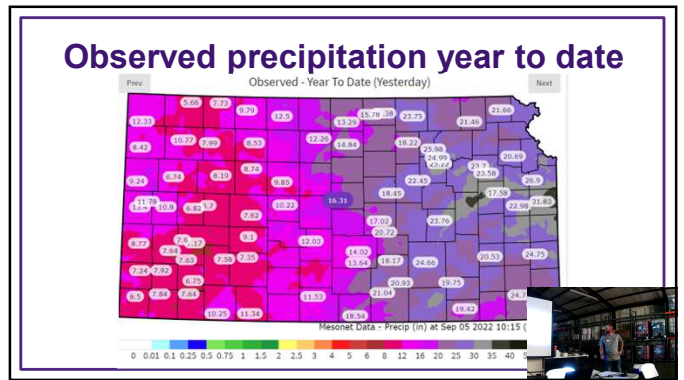 Observed precipitation year to date
Prev Observed - Year To Date (Yesterday) Next
5.66 7.73 9.79 12.33 12.5 13.29 15.78 .38 23.75 21.46 21.66
8.42 10.77 7.99 8.53 12.26 14.84 18.22 25.98 24.99 20.69
9.24 6.74 8.19 8.74 9.85 22.45 23.58 26.9
11.78 10.8 6.82 7.62 10.22 16.31 18.45 17.58 22.98 31.82
17.02 20.72 23.76
8.77 7.8 .17 9.1 12.03
7.64 7.63 7.58 7.35 14.02 13.64 18.17 24.66 20.53 24.75
7.24 7.92 6.75 20.93 19.75
8.5 7.84 7.64 11.53 21.04 24.7
10.25 11.34 18.54 19.42
Mesonet Data - Precip (in) at Sep 05 2022 10:15 (
0 0.01 0.1 0.25 0.5 0.75 1 1.5 2 2.5 3 4 5 6 8 12 16 20 25 30 35 40